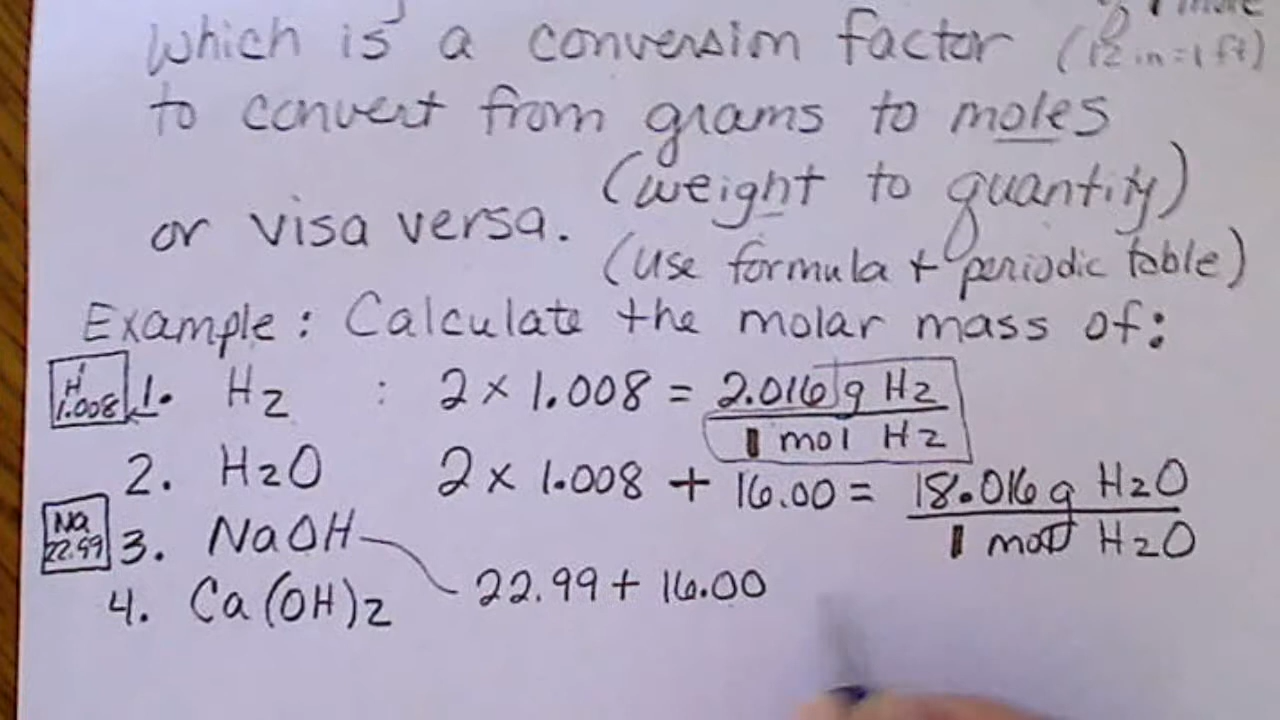 which is a conversion factor (12 in = 1 ft)
to convert from grams to moles
(weight to quantity)
or visa versa.
(use formula + periodic table)
Example: Calculate the molar mass of:
H 1.008
1. H2 : 2 × 1.008 = 2.016 g H2
1 mol H2
2. H2O 2 × 1.008 + 16.00 = 18.016 g H2O
1 mol H2O
Na 22.99
3. NaOH 22.99 + 16.00
4. Ca(OH)2